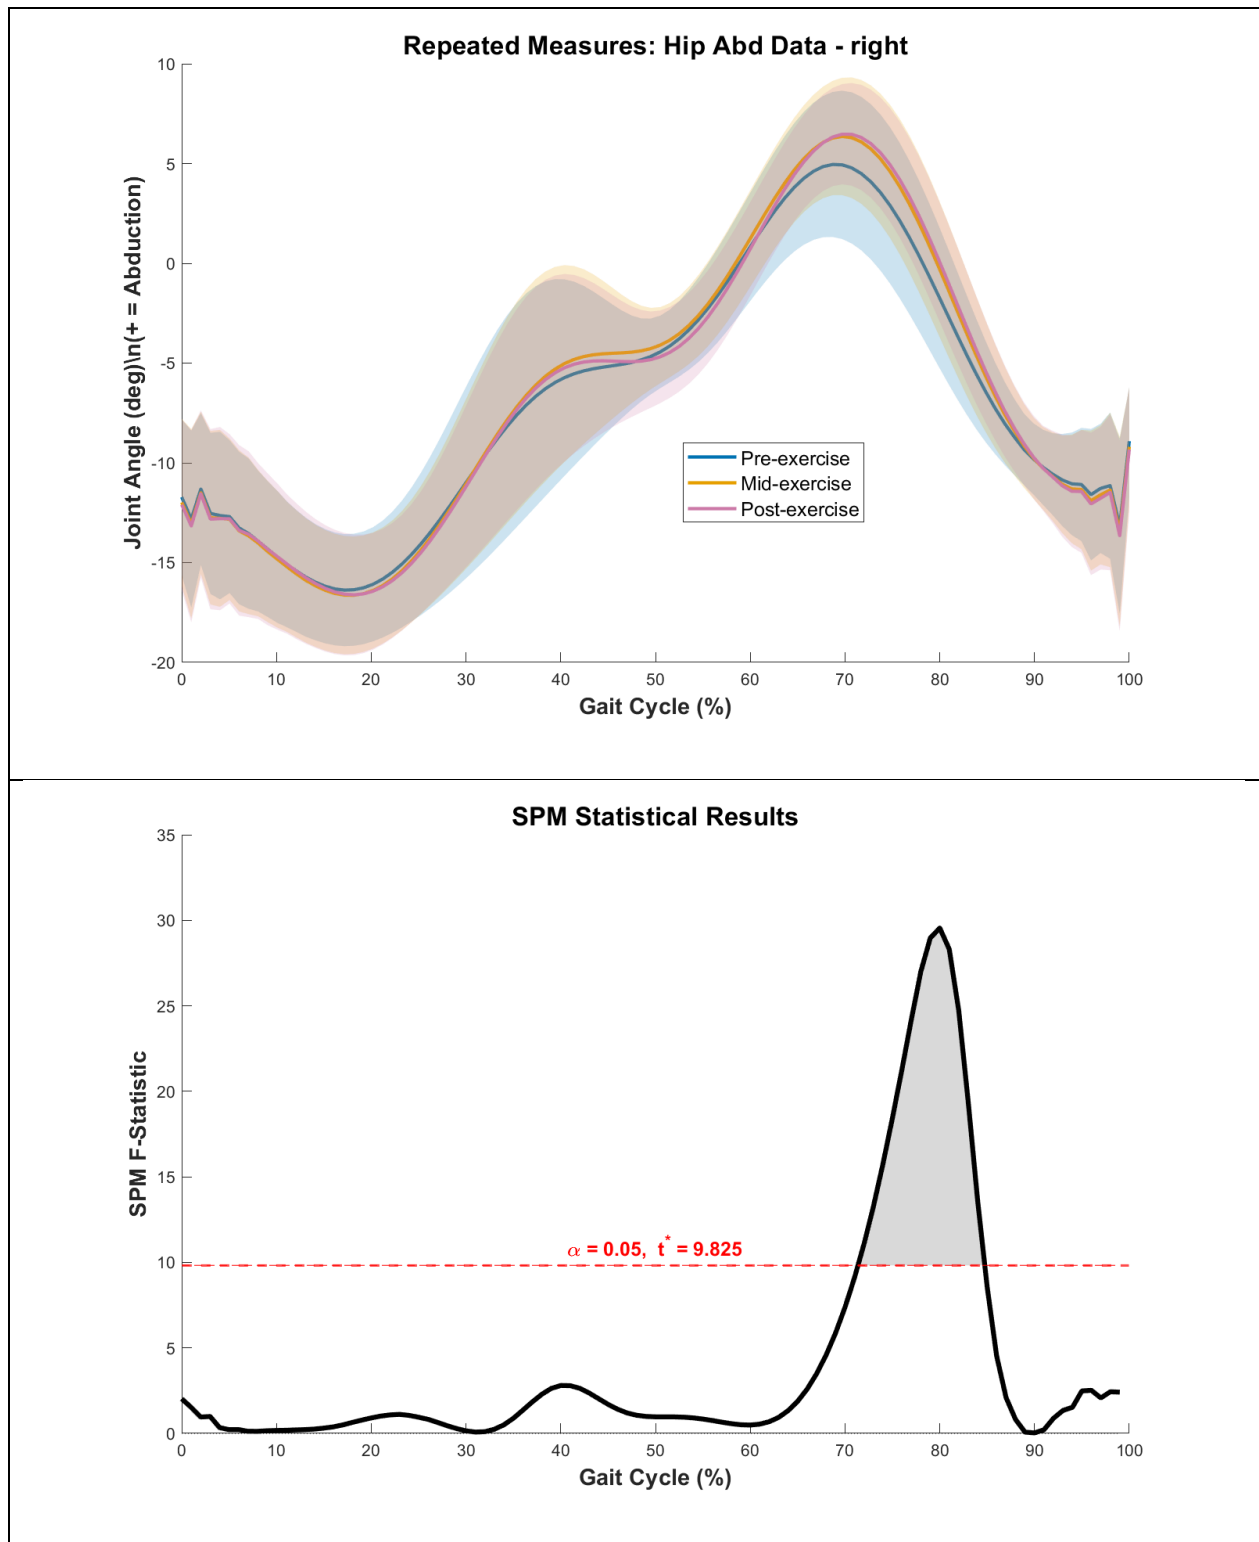 Repeated Measures: Hip Abd Data - right
10
5
0
-5
-10
-15
-20
Joint Angle (deg)\n(+ = Abduction)
Pre-exercise
Mid-exercise
Post-exercise
0 10 20 30 40 50 60 70 80 90 100
Gait Cycle (%)
SPM Statistical Results
35
30
25
20
15
10
5
0
SPM F-Statistic
α = 0.05, t* = 9.825
0 10 20 30 40 50 60 70 80 90 100
Gait Cycle (%)